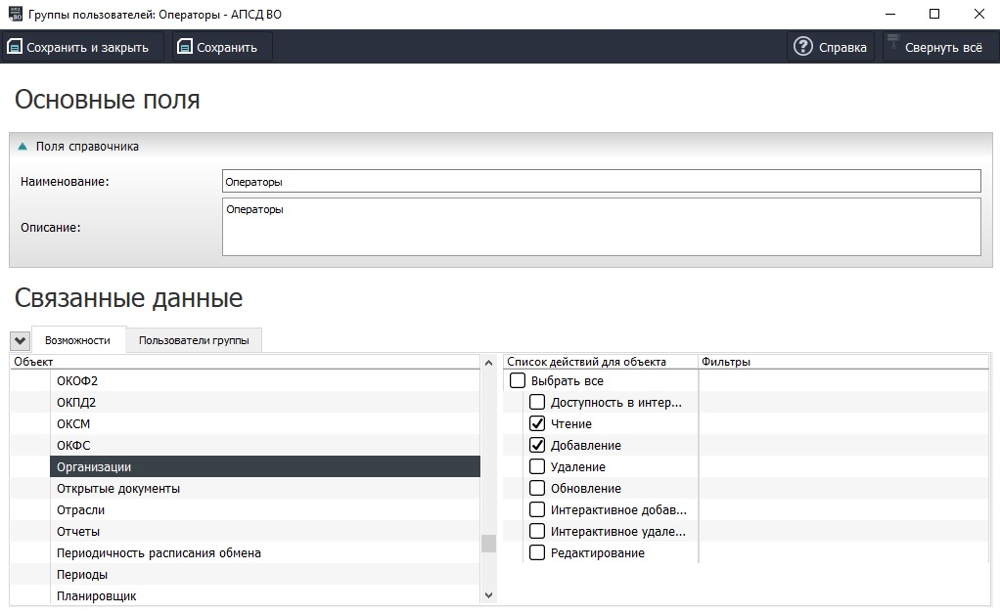 Группы пользователей: Операторы - АПСД ВО
Сохранить и закрыть
Сохранить
Справка
Свернуть всё
Основные поля
Поля справочника
Наименование:
Операторы
Описание:
Операторы
Связанные данные
Возможности
Пользователи группы
Объект
ОКОФ2
ОКПД2
ОКСМ
ОКФС
Организации
Открытые документы
Отрасли
Отчеты
Периодичность расписания обмена
Периоды
Планировщик
Список действий для объекта
Фильтры
Выбрать все
Доступность в интер...
Чтение
Добавление
Удаление
Обновление
Интерактивное добав...
Интерактивное удале...
Редактирование